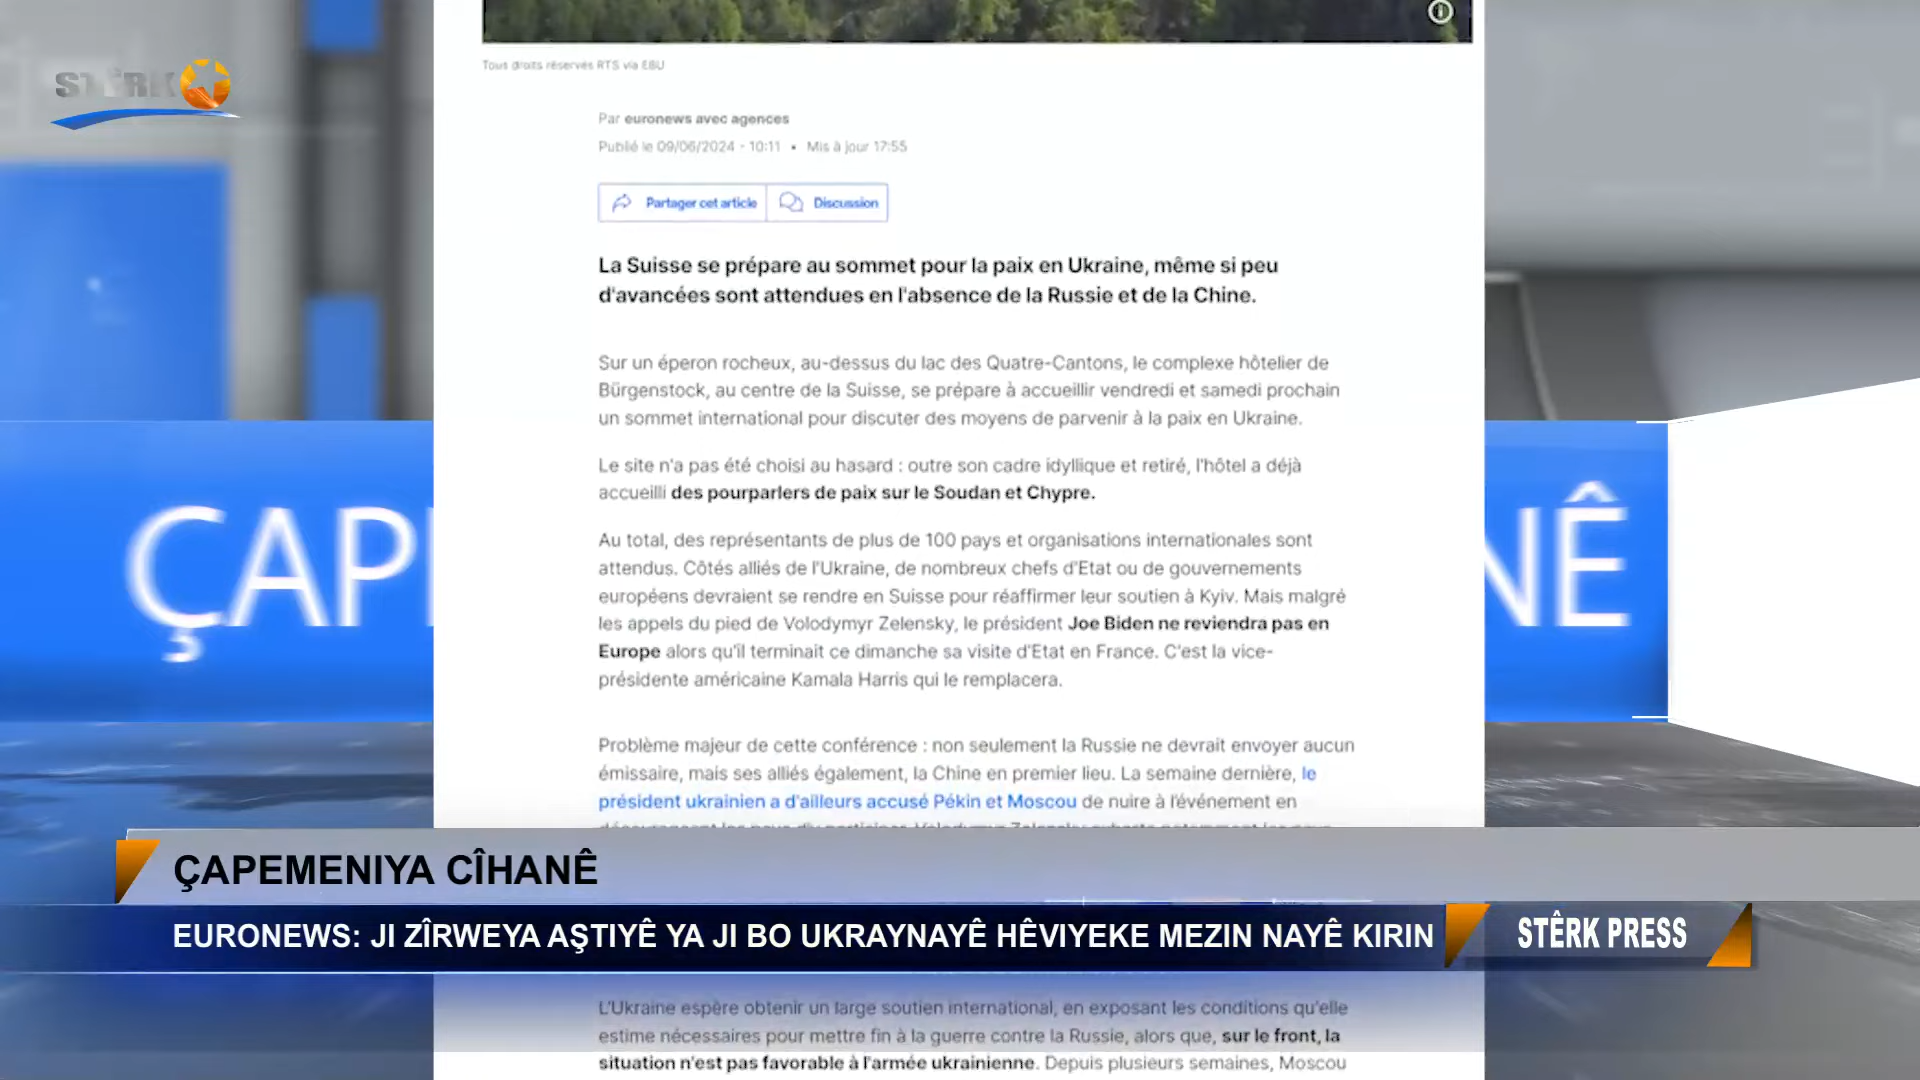 STÊRK
Tous droits réservés RTS via EBU
Par euronews avec agences
Publié le 09/06/2024 - 10:11 • Mis à jour 17:55
Partager cet article
Discussion
La Suisse se prépare au sommet pour la paix en Ukraine, même si peu
d'avancées sont attendues en l'absence de la Russie et de la Chine.
Sur un éperon rocheux, au-dessus du lac des Quatre-Cantons, le complexe hôtelier de
Bürgenstock, au centre de la Suisse, se prépare à accueillir vendredi et samedi prochain
un sommet international pour discuter des moyens de parvenir à la paix en Ukraine.
Le site n'a pas été choisi au hasard : outre son cadre idyllique et retiré, l'hôtel a déjà
accueilli des pourparlers de paix sur le Soudan et Chypre.
Au total, des représentants de plus de 100 pays et organisations internationales sont
attendus. Côtés alliés de l'Ukraine, de nombreux chefs d'Etat ou de gouvernements
européens devraient se rendre en Suisse pour réaffirmer leur soutien à Kyiv. Mais malgré
les appels du pied de Volodymyr Zelensky, le président Joe Biden ne reviendra pas en
Europe alors qu'il terminait ce dimanche sa visite d'Etat en France. C'est la vice-
présidente américaine Kamala Harris qui le remplacera.
Problème majeur de cette conférence : non seulement la Russie ne devrait envoyer aucun
émissaire, mais ses alliés également, la Chine en premier lieu. La semaine dernière, le
président ukrainien a d'ailleurs accusé Pékin et Moscou de nuire à l'événement en
ÇAP
NÊ
ÇAPEMENIYA CÎHANÊ
EURONEWS: JI ZÎRWEYA AŞTIYÊ YA JI BO UKRAYNAYÊ HÊVIYEKE MEZIN NAYÊ KIRIN
STÊRK PRESS
L'Ukraine espère obtenir un large soutien international, en exposant les conditions qu'elle
estime nécessaires pour mettre fin à la guerre contre la Russie, alors que, sur le front, la
situation n'est pas favorable à l'armée ukrainienne. Depuis plusieurs semaines, Moscou